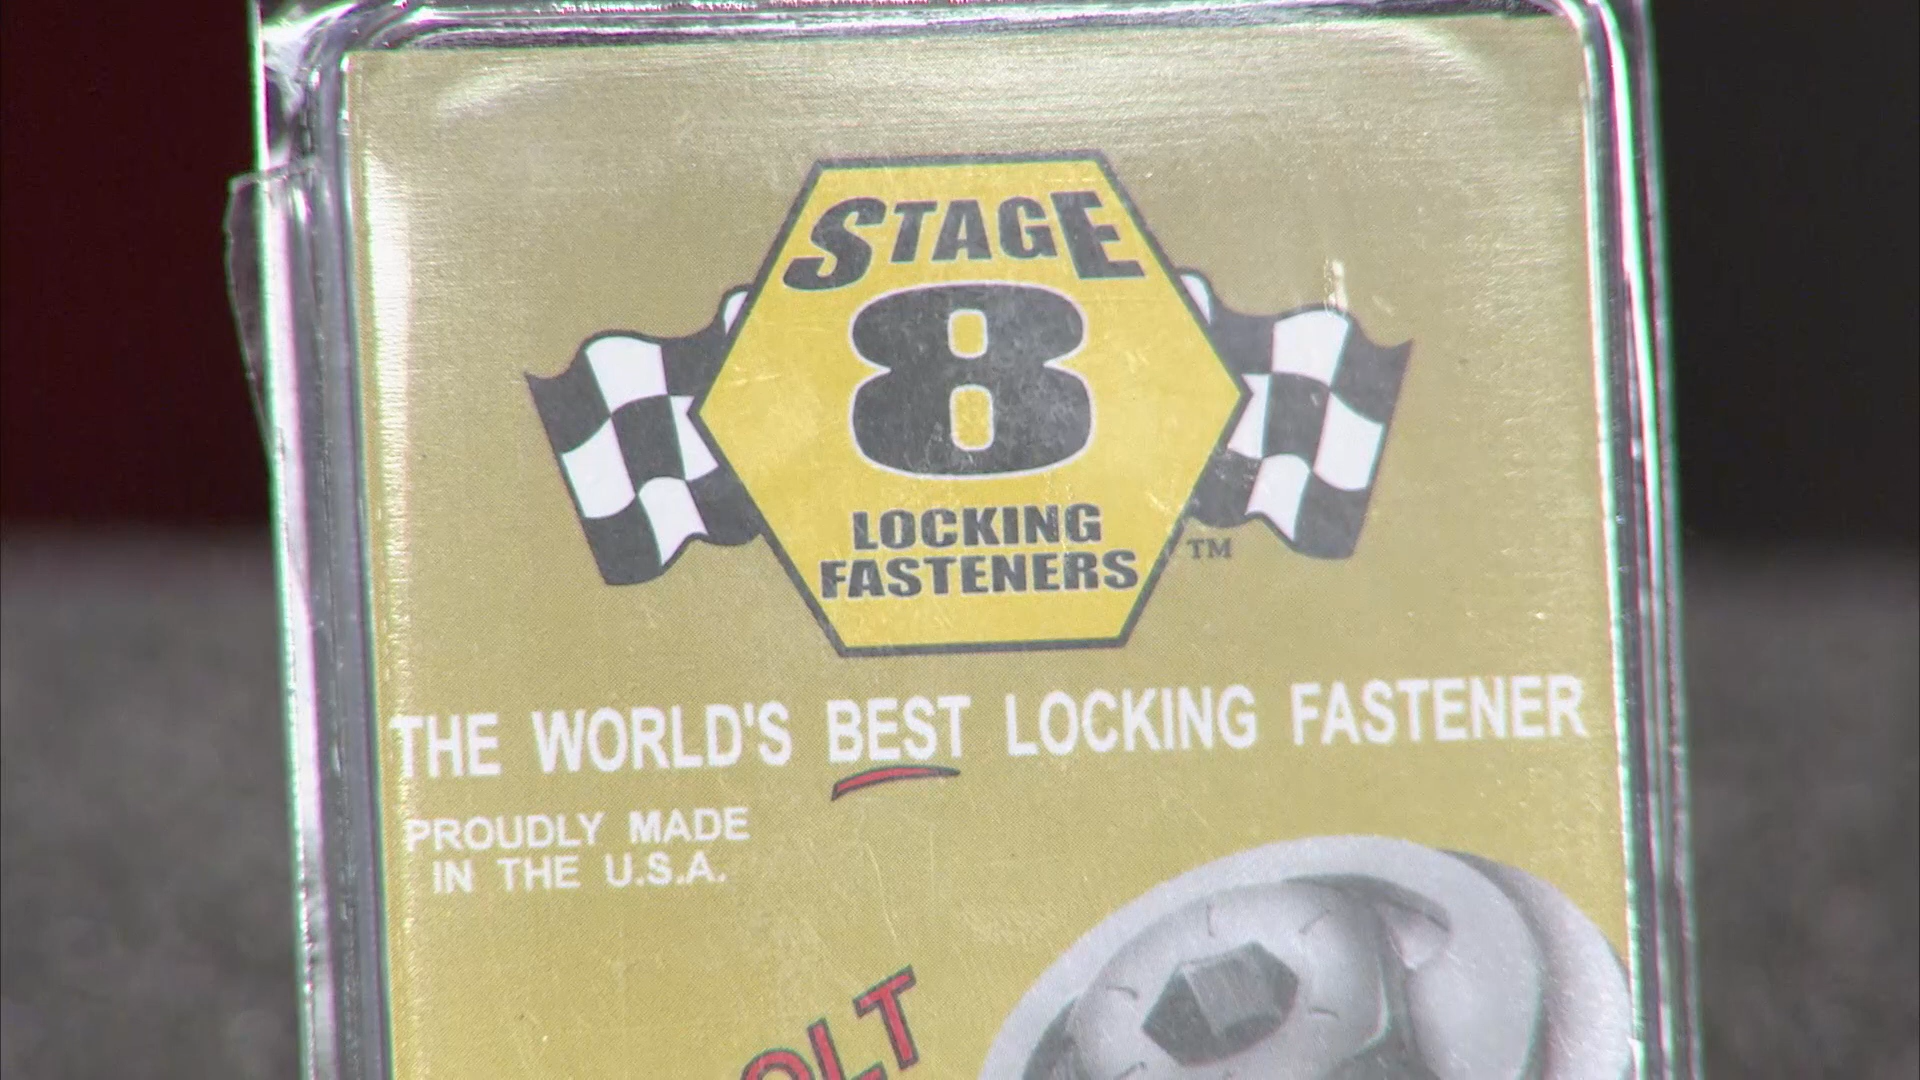 STAGE
8
LOCKING
FASTENERS
TM
THE WORLD'S BEST LOCKING FASTENER
PROUDLY MADE
IN THE U.S.A.